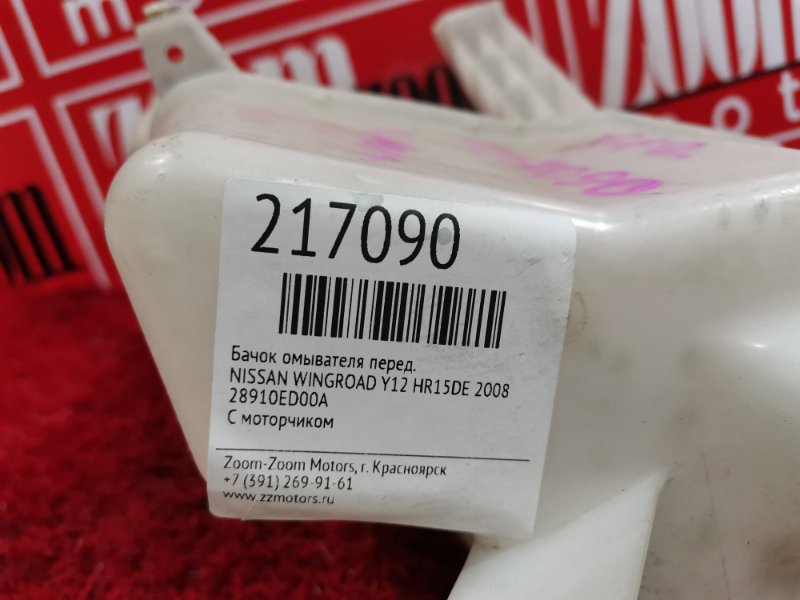 zoom
217090
Бачок омывателя перед.
NISSAN WINGROAD Y12 HR15DE 2008
28910ED00A
С моторчиком
Zoom-Zoom Motors, г. Красноярск
+7 (391) 269-91-61
www.zzmotors.ru